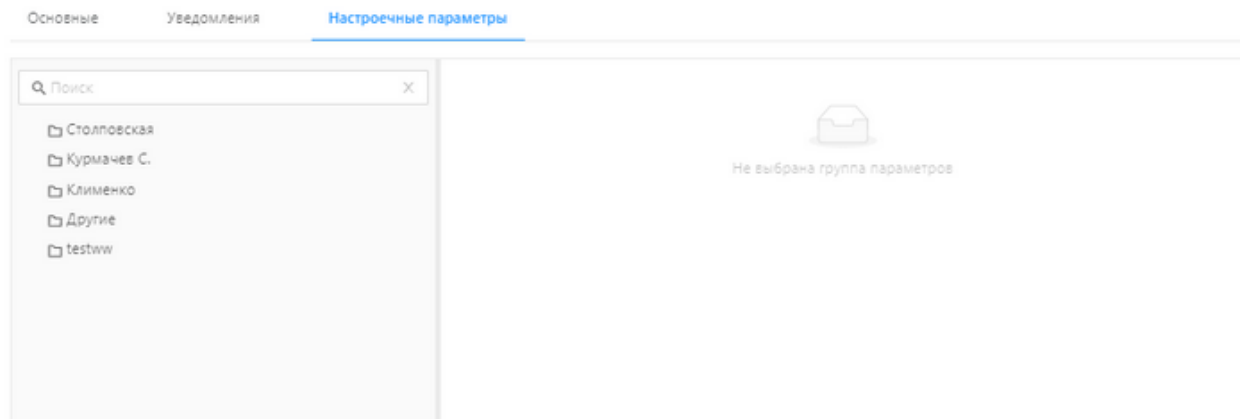 Основные Уведомления Настроечные параметры
Поиск
Столповская
Курмачев С.
Клименко
Другие
testww
Не выбрана группа параметров